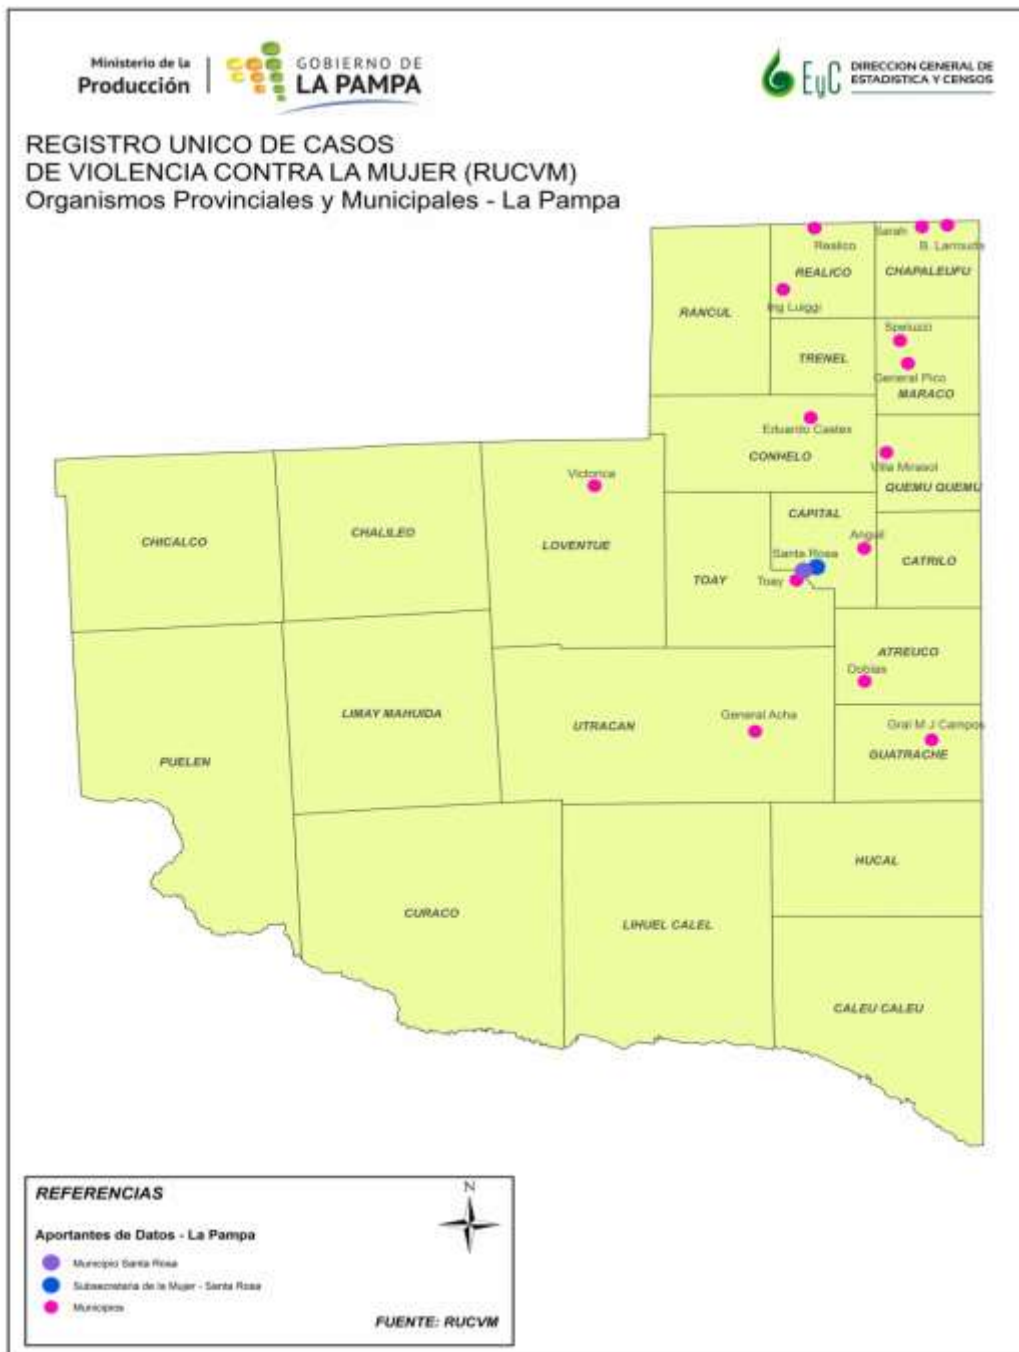 Ministerio de la
Producción
GOBIERNO DE
LA PAMPA
EyC
DIRECCION GENERAL DE
ESTADISTICA Y CENSOS
REGISTRO UNICO DE CASOS
DE VIOLENCIA CONTRA LA MUJER (RUCVM)
Organismos Provinciales y Municipales - La Pampa
Sarah
Realico
B. Larroude
REALICO
CHAPALEUFU
Ing Luiggi
RANCUL
Speluzzi
TRENEL
General Pico
MARACO
Eduardo Castex
CONHELO
Villa Mirasol
Victorica
QUEMU QUEMU
CAPITAL
CHICALCO
CHALILEO
LOVENTUE
Anguil
Santa Rosa
CATRILO
TOAY
Toay
ATREUCO
Doblas
LIMAY MAHUIDA
UTRACAN
General Acha
Gral M J Campos
PUELEN
GUATRACHE
HUCAL
CURACO
LIHUEL CALEL
CALEU CALEU
REFERENCIAS
N
Aportantes de Datos - La Pampa
Municipio Santa Rosa
Subsecretaria de la Mujer - Santa Rosa
Municipios
FUENTE: RUCVM